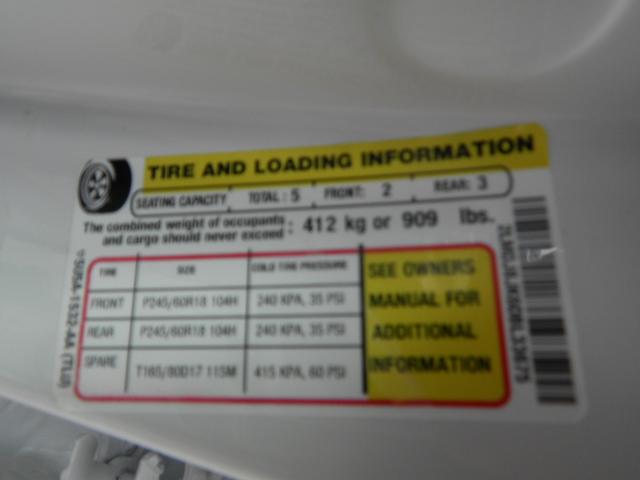 TIRE AND LOADING INFORMATION
SEATING CAPACITY TOTAL : 5 FRONT: 2 REAR: 3
The combined weight of occupants
and cargo should never exceed : 412 kg or 909 lbs.
TIRE SIZE COLD TIRE PRESSURE SEE OWNERS
FRONT P245/60R18 104H 240 KPA, 35 PSI MANUAL FOR
REAR P245/60R18 104H 240 KPA, 35 PSI ADDITIONAL
SPARE T165/80D17 115M 415 KPA, 60 PSI INFORMATION